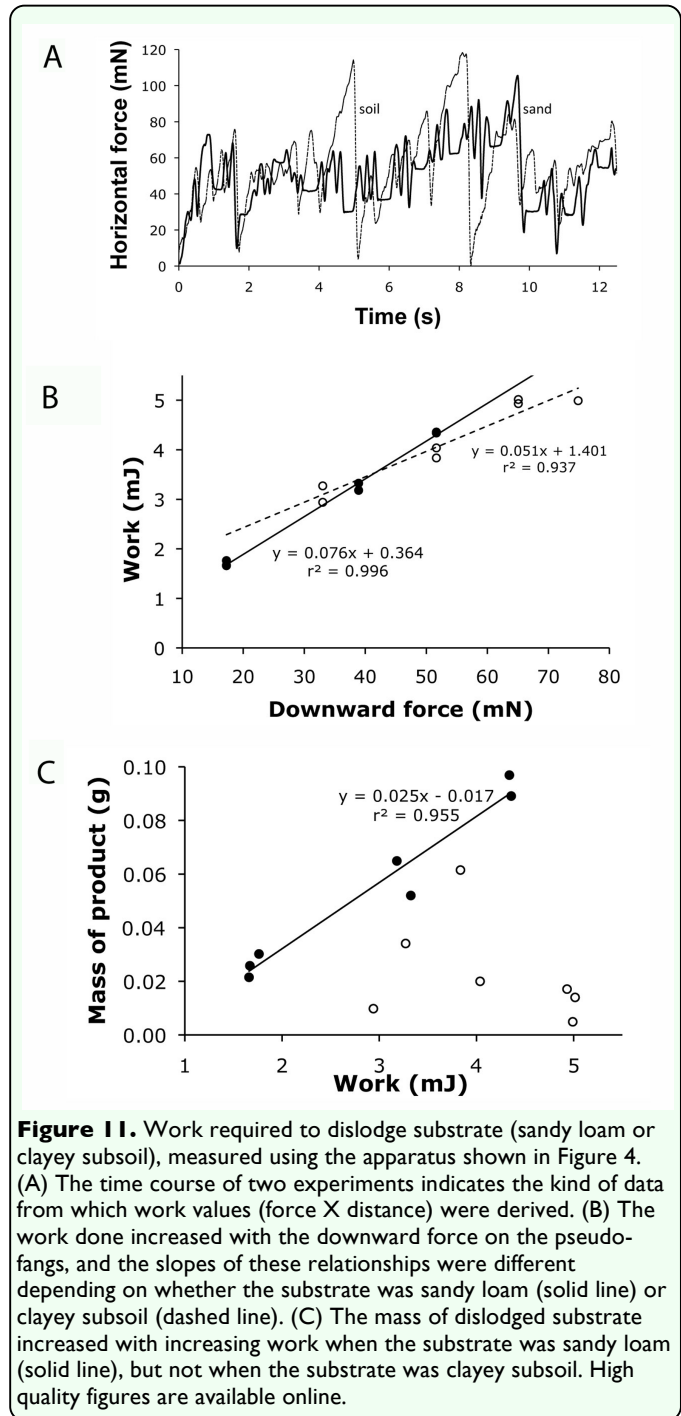 A
Horizontal force (mN)
120
100
80
60
40
20
0
soil
sand
0 2 4 6 8 10 12
Time (s)
B
Work (mJ)
5
4
3
2
1
0
y = 0.051x + 1.401
r² = 0.937
y = 0.076x + 0.364
r² = 0.996
10 20 30 40 50 60 70 80
Downward force (mN)
C
Mass of product (g)
0.10
0.08
0.06
0.04
0.02
0.00
y = 0.025x - 0.017
r² = 0.955
1 2 3 4 5
Work (mJ)
Figure 11. Work required to dislodge substrate (sandy loam or
clayey subsoil), measured using the apparatus shown in Figure 4.
(A) The time course of two experiments indicates the kind of data
from which work values (force X distance) were derived. (B) The
work done increased with the downward force on the pseudo-
fangs, and the slopes of these relationships were different
depending on whether the substrate was sandy loam (solid line) or
clayey subsoil (dashed line). (C) The mass of dislodged substrate
increased with increasing work when the substrate was sandy loam
(solid line), but not when the substrate was clayey subsoil. High
quality figures are available online.